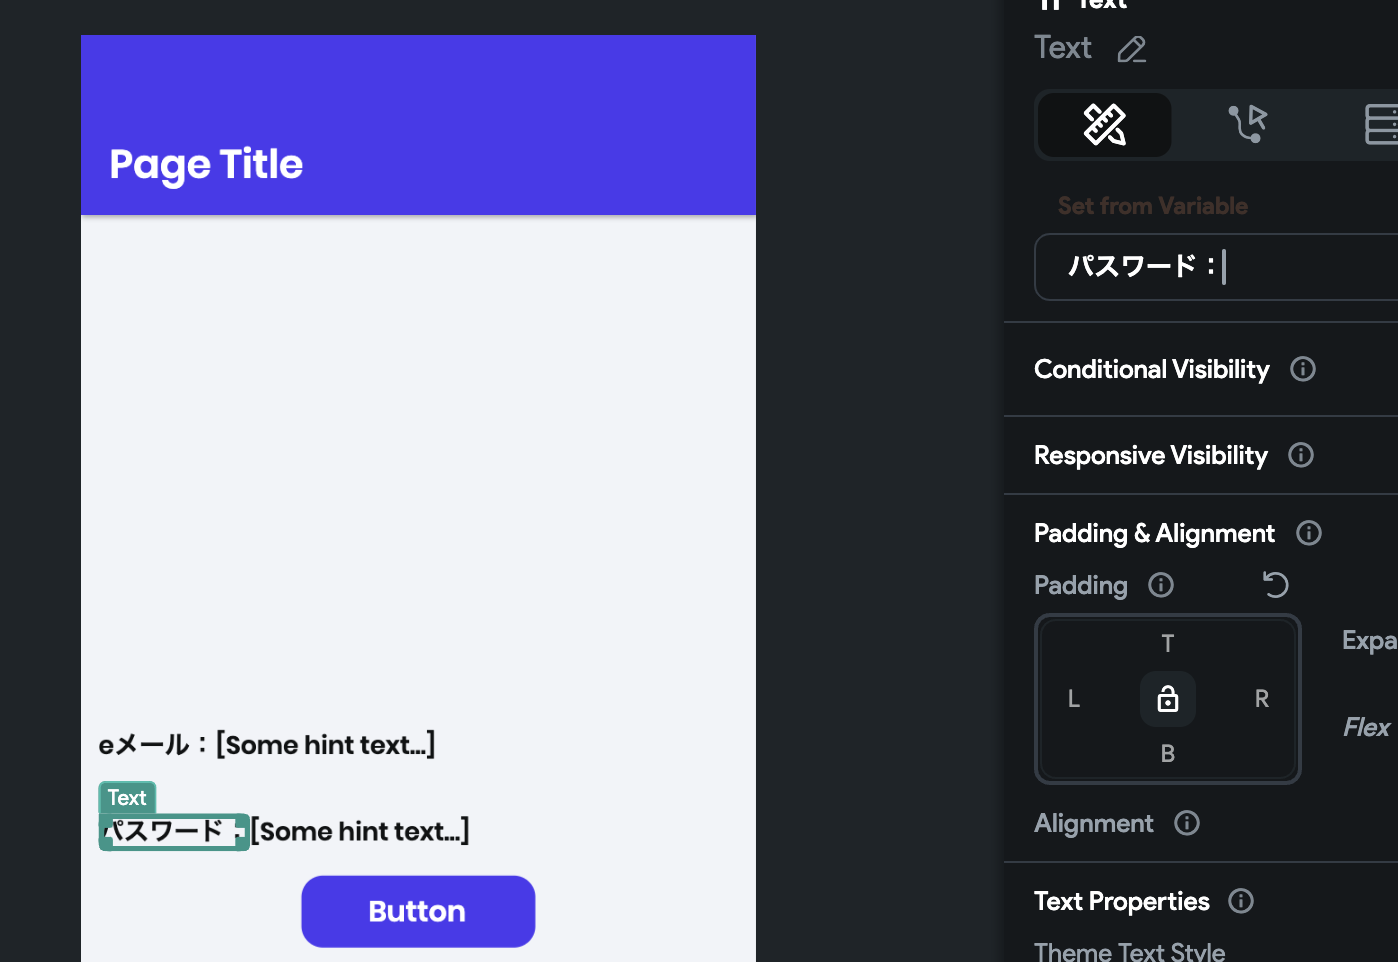 Page Title
eメール：[Some hint text...]
Text
パスワード：[Some hint text...]
Button
Text
Text
Set from Variable
パスワード：
Conditional Visibility
Responsive Visibility
Padding & Alignment
Padding
T
L
R
B
Expa
Flex
Alignment
Text Properties
Theme Text Style